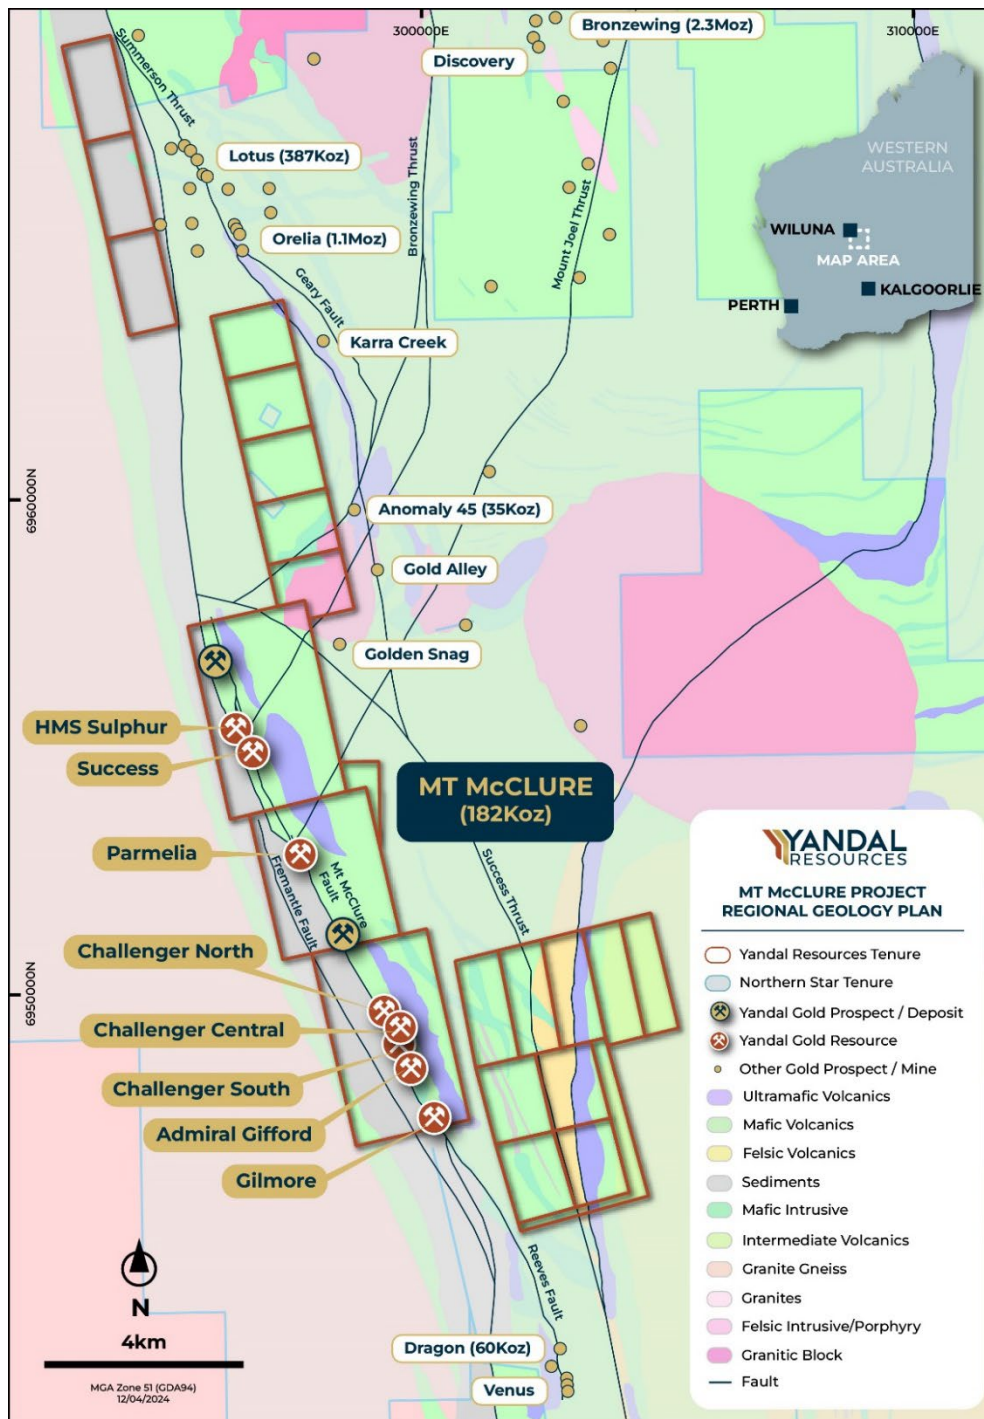 300000E
310000E
Bronzewing (2.3Moz)
Discovery
Summerson Thrust
Lotus (387Koz)
Bronzewing Thrust
Mount Joel Thrust
Orelia (1.1Moz)
Geary Fault
Karra Creek
WESTERN
AUSTRALIA
WILUNA
MAP AREA
KALGOORLIE
PERTH
6960000N
Anomaly 45 (35Koz)
Gold Alley
Golden Snag
HMS Sulphur
Success
MT McCLURE
(182Koz)
Parmelia
Mt McClure
Fault
Fremantle Fault
Success Thrust
Challenger North
6950000N
Challenger Central
Challenger South
Admiral Gifford
Gilmore
Reeves Fault
Dragon (60Koz)
Venus
N
4km
MGA Zone 51 (GDA94)
12/04/2024
YANDAL
RESOURCES
MT McCLURE PROJECT
REGIONAL GEOLOGY PLAN
Yandal Resources Tenure
Northern Star Tenure
Yandal Gold Prospect / Deposit
Yandal Gold Resource
Other Gold Prospect / Mine
Ultramafic Volcanics
Mafic Volcanics
Felsic Volcanics
Sediments
Mafic Intrusive
Intermediate Volcanics
Granite Gneiss
Granites
Felsic Intrusive/Porphyry
Granitic Block
Fault